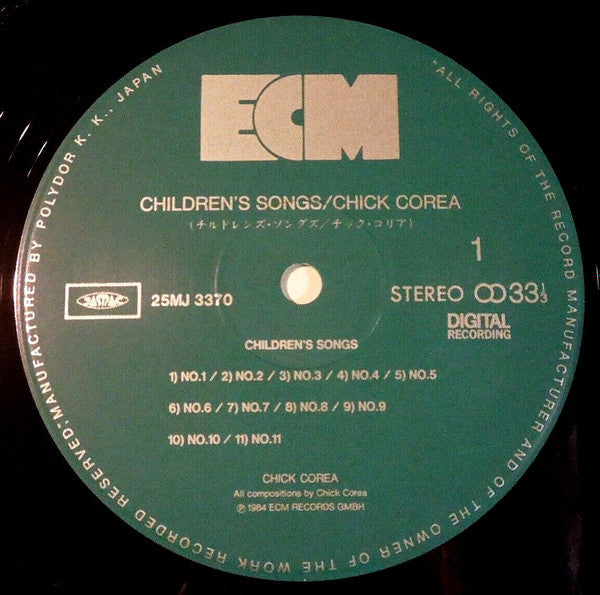 ECM
CHILDREN'S SONGS/CHICK COREA
(チルドレンズ・ソングズ/チック・コリア)
1
JASRAC
25MJ 3370
STEREO ∞ 33 1/3
DIGITAL
RECORDING
CHILDREN'S SONGS
1) NO.1 / 2) NO.2 / 3) NO.3 / 4) NO.4 / 5) NO.5
6) NO.6 / 7) NO.7 / 8) NO.8 / 9) NO.9
10) NO.10 / 11) NO.11
CHICK COREA
All compositions by Chick Corea
℗ 1984 ECM RECORDS GMBH
"ALL RIGHTS OF THE RECORD MANUFACTURER AND OF THE OWNER OF THE WORK RECORDED RESERVED;" MANUFACTURED BY POLYDOR K. K., JAPAN